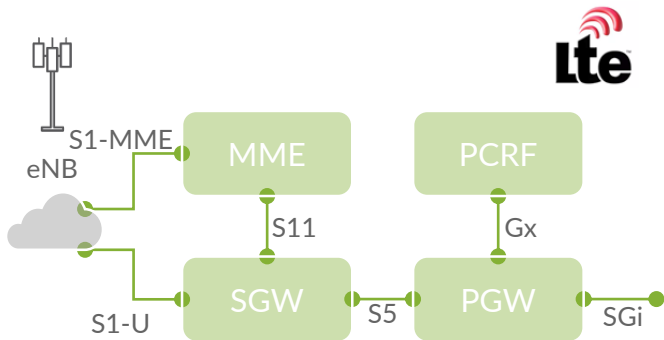 Lte
S1-MME
MME
PCRF
eNB
S11
Gx
SGW
PGW
S1-U
S5
SGi